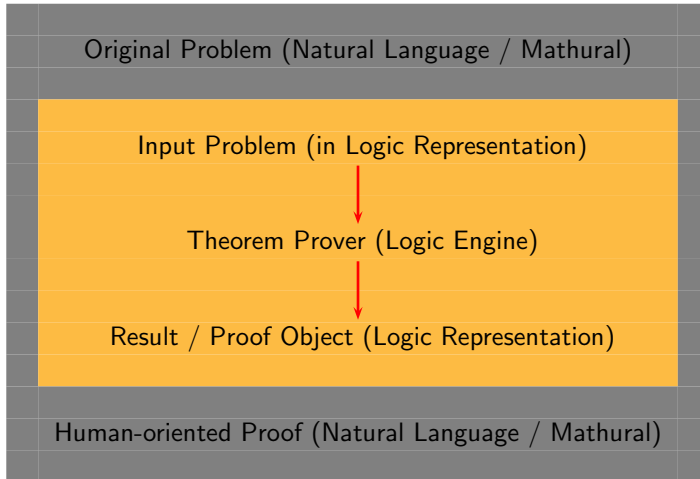 Original Problem (Natural Language / Mathural)
Input Problem (in Logic Representation)
Theorem Prover (Logic Engine)
Result / Proof Object (Logic Representation)
Human-oriented Proof (Natural Language / Mathural)